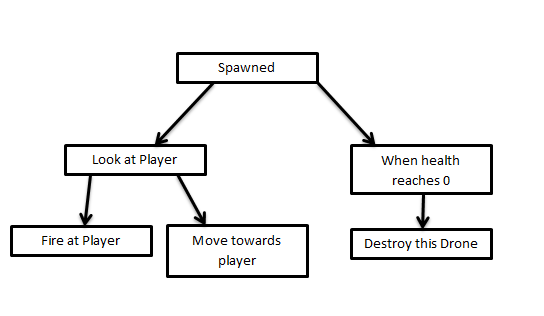 Spawned
Look at Player
When health
reaches 0
Fire at Player
Move towards
player
Destroy this Drone